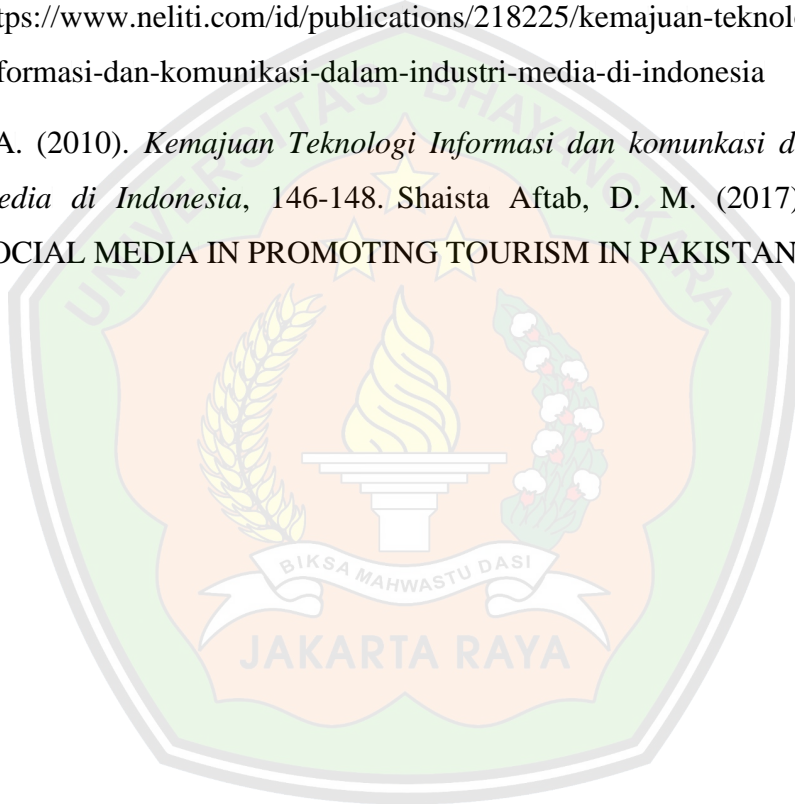 tps://www.neliti.com/id/publications/218225/kemajuan-teknol
formasi-dan-komunikasi-dalam-industri-media-di-indonesia
A. (2010). Kemajuan Teknologi Informasi dan komunkasi d
edia di Indonesia, 146-148. Shaista Aftab, D. M. (2017)
OCIAL MEDIA IN PROMOTING TOURISM IN PAKISTAN
UNIVERSITAS BHAYANGKARA
BIKSA MAHWASTU DASI
JAKARTA RAYA